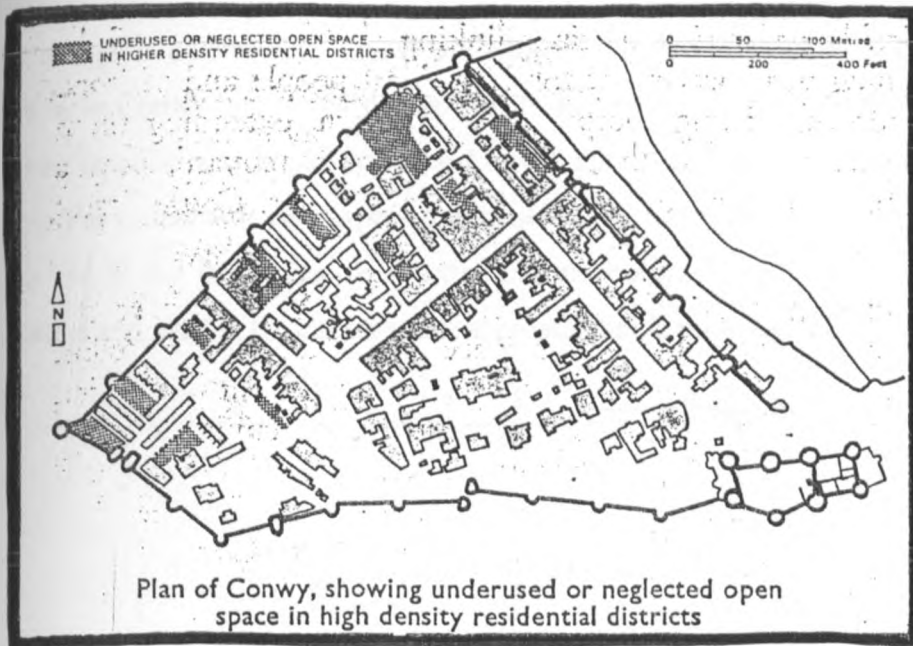 UNDERUSED OR NEGLECTED OPEN SPACE
IN HIGHER DENSITY RESIDENTIAL DISTRICTS
0 50 100 Metres
0 200 400 Feet
N
Plan of Conwy, showing underused or neglected open
space in high density residential districts